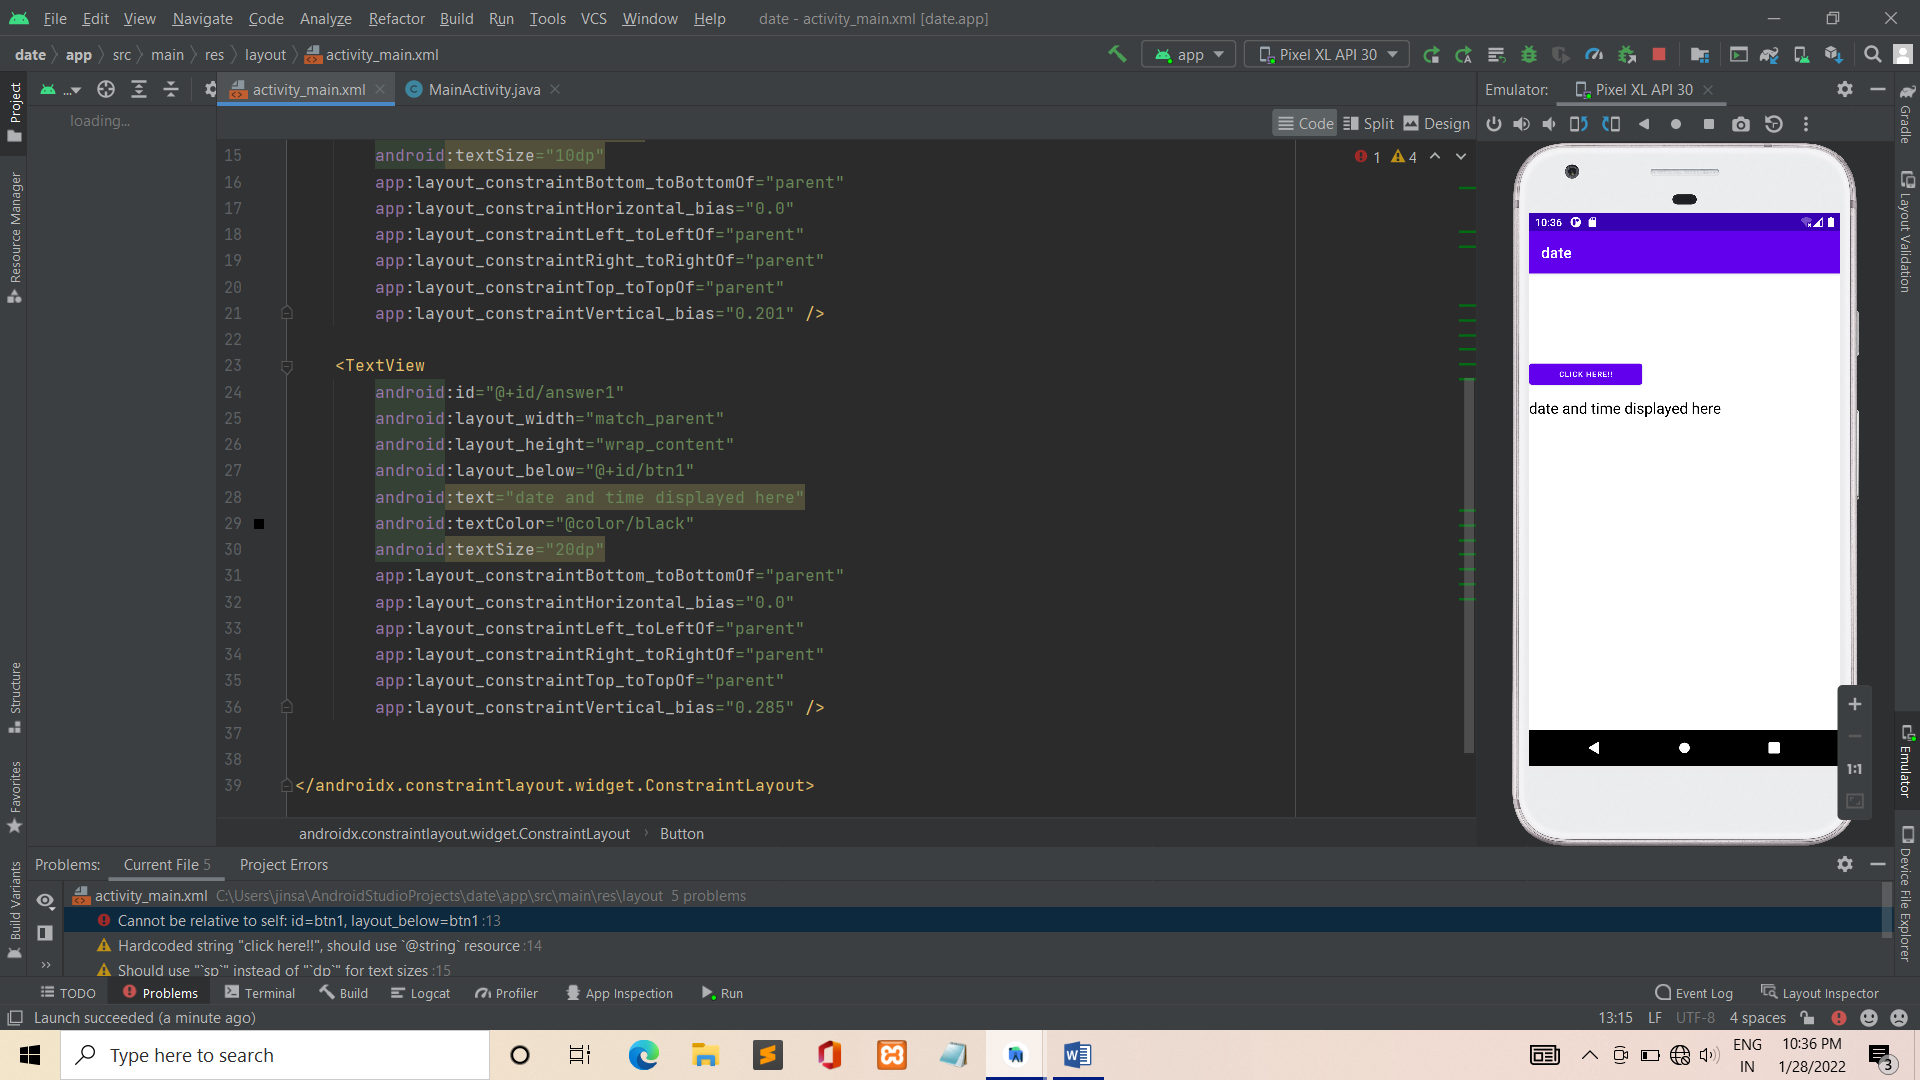 File Edit View Navigate Code Analyze Refactor Build Run Tools VCS Window Help date - activity_main.xml [date.app]
date app src main res layout activity_main.xml app Pixel XL API 30
... activity_main.xml MainActivity.java Emulator: Pixel XL API 30
loading...
Code Split Design
15 android:textSize="10dp" 1 4
16 app:layout_constraintBottom_toBottomOf="parent"
17 app:layout_constraintHorizontal_bias="0.0"
18 app:layout_constraintLeft_toLeftOf="parent"
19 app:layout_constraintRight_toRightOf="parent"
20 app:layout_constraintTop_toTopOf="parent"
21 app:layout_constraintVertical_bias="0.201" />
22
23 <TextView
24 android:id="@+id/answer1"
25 android:layout_width="match_parent"
26 android:layout_height="wrap_content"
27 android:layout_below="@+id/btn1"
28 android:text="date and time displayed here"
29 android:textColor="@color/black"
30 android:textSize="20dp"
31 app:layout_constraintBottom_toBottomOf="parent"
32 app:layout_constraintHorizontal_bias="0.0"
33 app:layout_constraintLeft_toLeftOf="parent"
34 app:layout_constraintRight_toRightOf="parent"
35 app:layout_constraintTop_toTopOf="parent"
36 app:layout_constraintVertical_bias="0.285" />
37
38
39 </androidx.constraintlayout.widget.ConstraintLayout>
androidx.constraintlayout.widget.ConstraintLayout Button
10:36
date
CLICK HERE!!
date and time displayed here
1:1
Project
Resource Manager
Structure
Favorites
Build Variants
Gradle
Layout Validation
Emulator
Device File Explorer
Problems: Current File 5 Project Errors
activity_main.xml C:\Users\jinsa\AndroidStudioProjects\date\app\src\main\res\layout 5 problems
Cannot be relative to self: id=btn1, layout_below=btn1 :13
Hardcoded string "click here!!", should use `@string` resource :14
Should use "`sp`" instead of "`dp`" for text sizes :15
TODO Problems Terminal Build Logcat Profiler App Inspection Run Event Log Layout Inspector
Launch succeeded (a minute ago) 13:15 LF UTF-8 4 spaces
Type here to search
ENG
IN
10:36 PM
1/28/2022
3